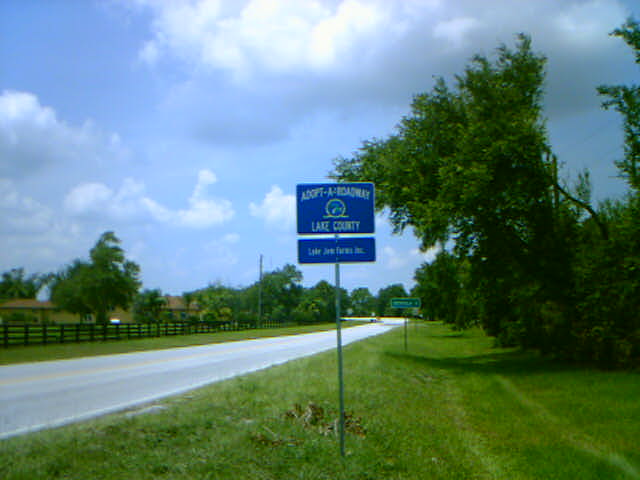 ADOPT-A-ROADWAY
LAKE COUNTY
Lake Jem Farms Inc.